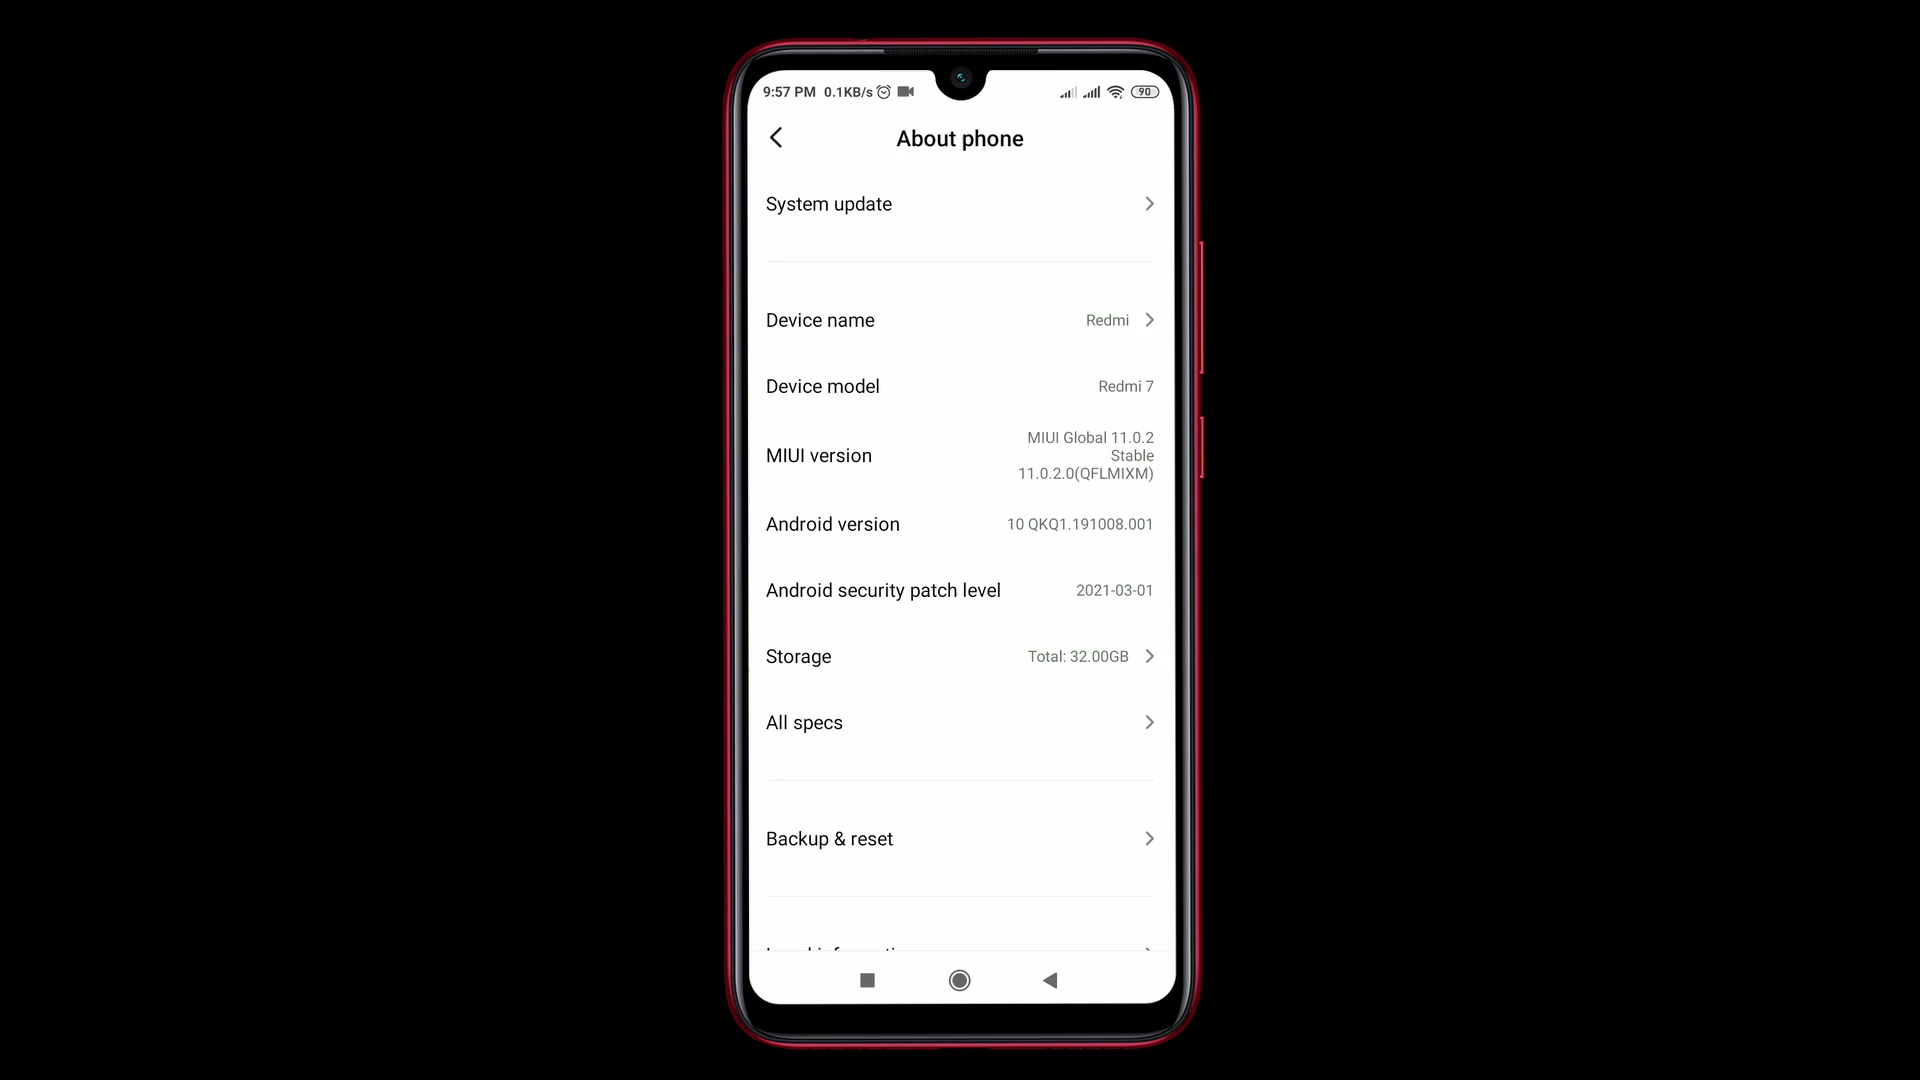 9:57 PM 0.1KB/s 90
About phone
System update
Device name Redmi
Device model Redmi 7
MIUI version MIUI Global 11.0.2
Stable
11.0.2.0(QFLMIXM)
Android version 10 QKQ1.191008.001
Android security patch level 2021-03-01
Storage Total: 32.00GB
All specs
Backup & reset